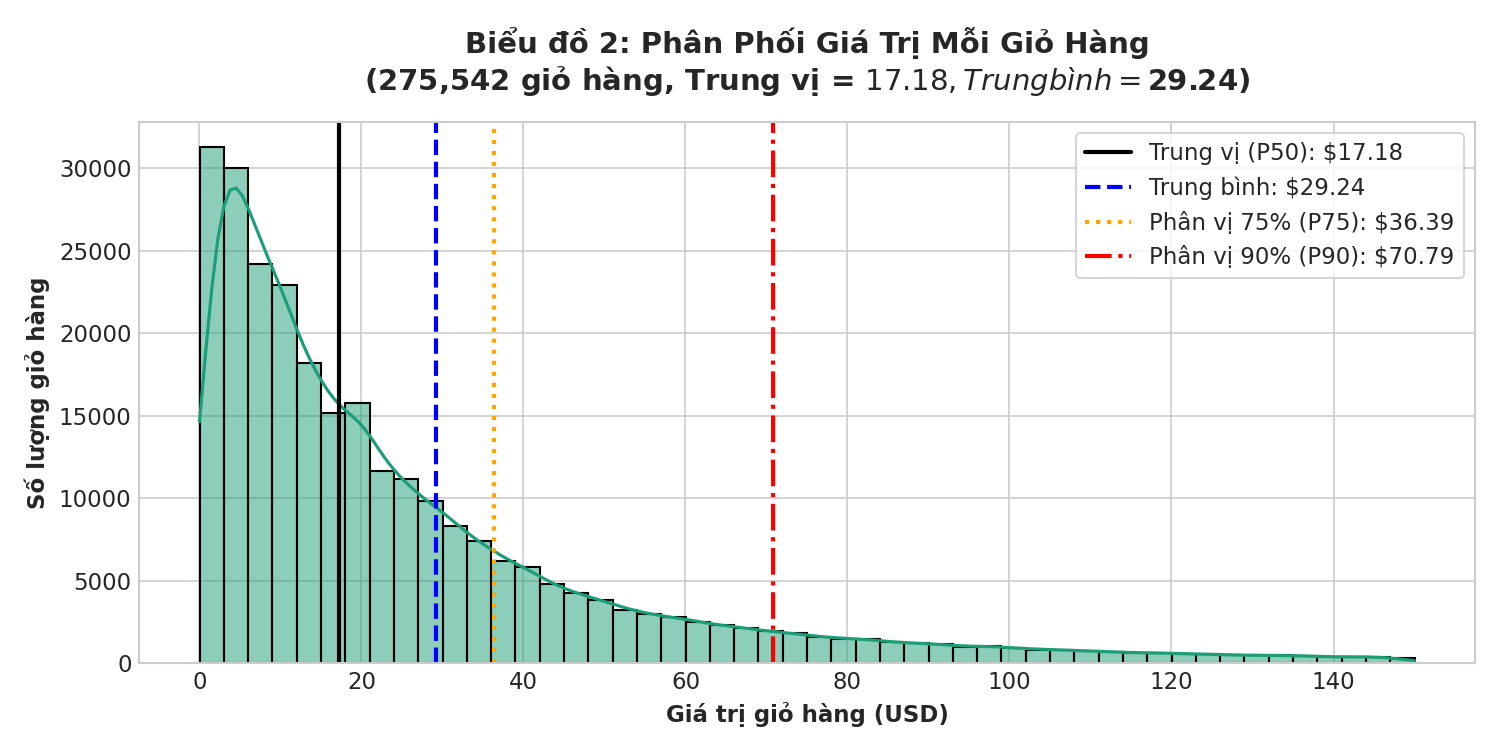 Biểu đồ 2: Phân Phối Giá Trị Mỗi Giỏ Hàng
(275,542 giỏ hàng, Trung vị = 17.18, Trungbình = 29.24)
Trung vị (P50): $17.18
Trung bình: $29.24
Phân vị 75% (P75): $36.39
Phân vị 90% (P90): $70.79
Số lượng giỏ hàng
30000
25000
20000
15000
10000
5000
0
0 20 40 60 80 100 120 140
Giá trị giỏ hàng (USD)